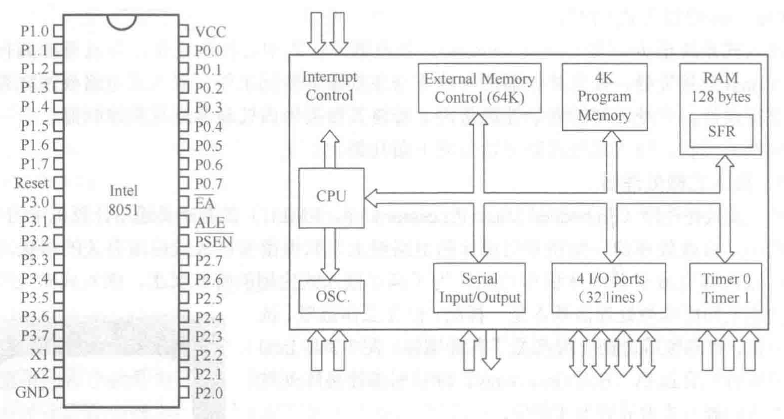 P1.0
P1.1
P1.2
P1.3
P1.4
P1.5
P1.6
P1.7
Reset
P3.0
P3.1
P3.2
P3.3
P3.4
P3.5
P3.6
P3.7
X1
X2
GND
Intel
8051
VCC
P0.0
P0.1
P0.2
P0.3
P0.4
P0.5
P0.6
P0.7
EA
ALE
PSEN
P2.7
P2.6
P2.5
P2.4
P2.3
P2.2
P2.1
P2.0
Interrupt
Control
External Memory
Control(64K)
4K
Program
Memory
RAM
128 bytes
SFR
CPU
OSC.
Serial
Input/Output
4 I/O ports
(32 lines)
Timer 0
Timer 1